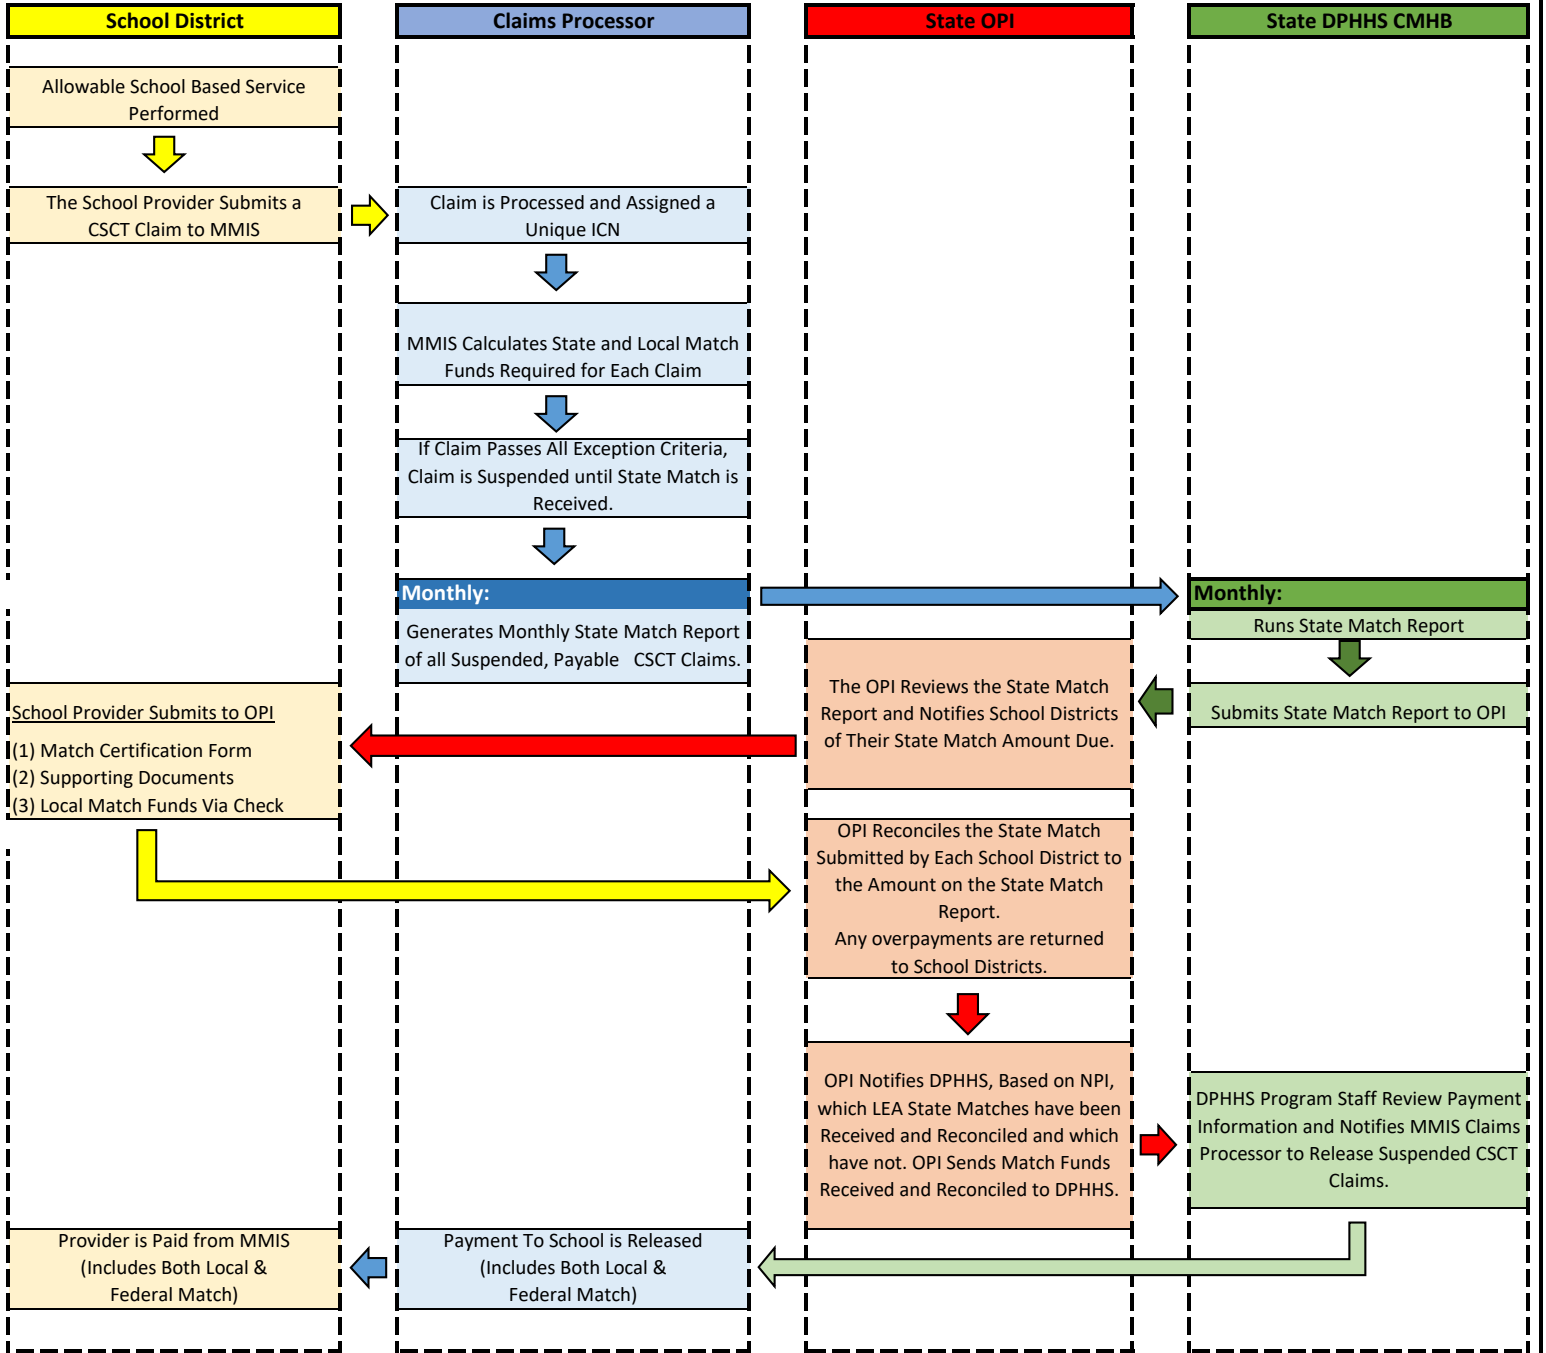 School District
Claims Processor
State OPI
State DPHHS CMHB
Allowable School Based Service
Performed
The School Provider Submits a
CSCT Claim to MMIS
Claim is Processed and Assigned a
Unique ICN
MMIS Calculates State and Local Match
Funds Required for Each Claim
If Claim Passes All Exception Criteria,
Claim is Suspended until State Match is
Received.
Monthly:
Generates Monthly State Match Report
of all Suspended, Payable CSCT Claims.
Monthly:
Runs State Match Report
Submits State Match Report to OPI
The OPI Reviews the State Match
Report and Notifies School Districts
of Their State Match Amount Due.
School Provider Submits to OPI
(1) Match Certification Form
(2) Supporting Documents
(3) Local Match Funds Via Check
OPI Reconciles the State Match
Submitted by Each School District to
the Amount on the State Match
Report.
Any overpayments are returned
to School Districts.
OPI Notifies DPHHS, Based on NPI,
which LEA State Matches have been
Received and Reconciled and which
have not. OPI Sends Match Funds
Received and Reconciled to DPHHS.
DPHHS Program Staff Review Payment
Information and Notifies MMIS Claims
Processor to Release Suspended CSCT
Claims.
Payment To School is Released
(Includes Both Local &
Federal Match)
Provider is Paid from MMIS
(Includes Both Local &
Federal Match)